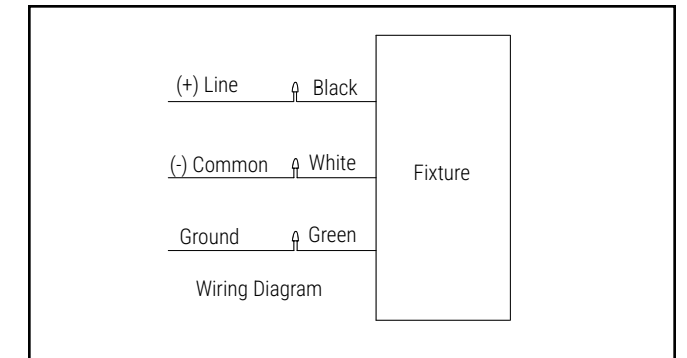 (+) Line Black
(-) Common White
Fixture
Ground Green
Wiring Diagram